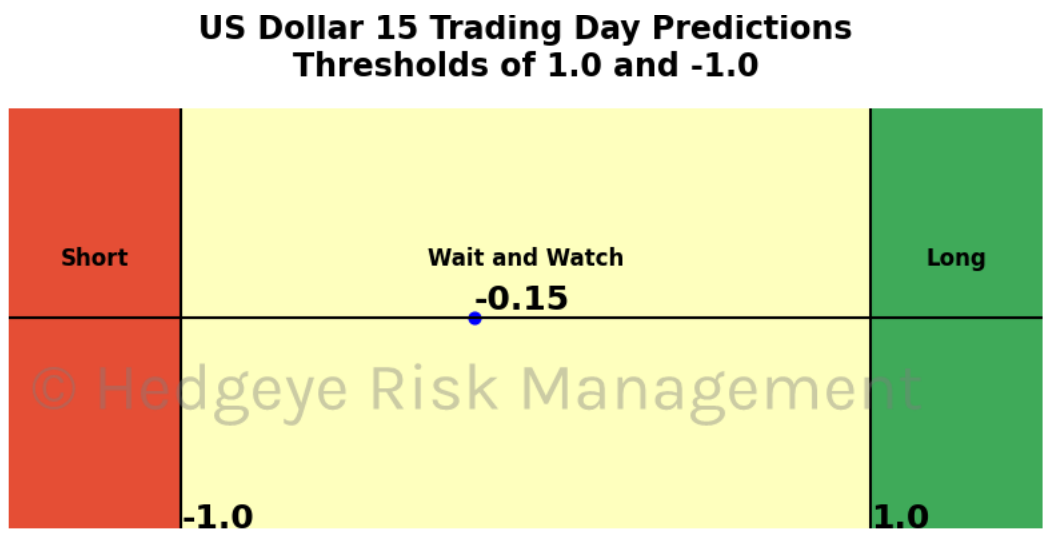 US Dollar 15 Trading Day Predictions
Thresholds of 1.0 and -1.0
Short
Wait and Watch
Long
-0.15
© Hedgeye Risk Management
-1.0
1.0